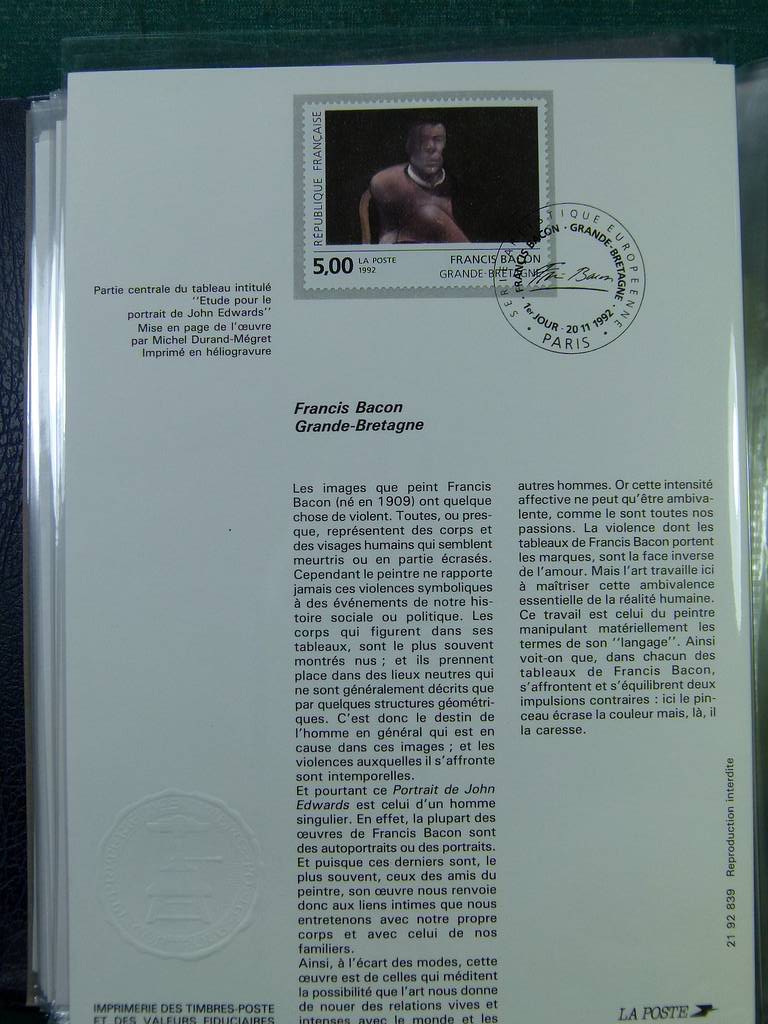 RÉPUBLIQUE FRANÇAISE
5,00 LA POSTE
1992
FRANCIS BACON
GRANDE-BRETAGNE
ARTISTIQUE EUROPEENNE
FRANCIS BACON · GRANDE-BRETAGNE
1er JOUR · 20 11 1992
· PARIS ·
Partie centrale du tableau intitulé
''Etude pour le
portrait de John Edwards''
Mise en page de l'œuvre
par Michel Durand-Mégret
Imprimé en héliogravure
Francis Bacon
Grande-Bretagne
Les images que peint Francis
Bacon (né en 1909) ont quelque
chose de violent. Toutes, ou pres-
que, représentent des corps et
des visages humains qui semblent
meurtris ou en partie écrasés.
Cependant le peintre ne rapporte
jamais ces violences symboliques
à des événements de notre his-
toire sociale ou politique. Les
corps qui figurent dans ses
tableaux, sont le plus souvent
montrés nus ; et ils prennent
place dans des lieux neutres qui
ne sont généralement décrits que
par quelques structures géométri-
ques. C'est donc le destin de
l'homme en général qui est en
cause dans ces images ; et les
violences auxquelles il s'affronte
sont intemporelles.
Et pourtant ce Portrait de John
Edwards est celui d'un homme
singulier. En effet, la plupart des
œuvres de Francis Bacon sont
des autoportraits ou des portraits.
Et puisque ces derniers sont, le
plus souvent, ceux des amis du
peintre, son œuvre nous renvoie
donc aux liens intimes que nous
entretenons avec notre propre
corps et avec celui de nos
familiers.
Ainsi, à l'écart des modes, cette
œuvre est de celles qui méditent
la possibilité que l'art nous donne
de nouer des relations vives et
intenses avec le monde et les
autres hommes. Or cette intensité
affective ne peut qu'être ambiva-
lente, comme le sont toutes nos
passions. La violence dont les
tableaux de Francis Bacon portent
les marques, sont la face inverse
de l'amour. Mais l'art travaille ici
à maîtriser cette ambivalence
essentielle de la réalité humaine.
Ce travail est celui du peintre
manipulant matériellement les
termes de son ''langage''. Ainsi
voit-on que, dans chacun des
tableaux de Francis Bacon,
s'affrontent et s'équilibrent deux
impulsions contraires : ici le pin-
ceau écrase la couleur mais, là, il
la caresse.
21 92 839 Reproduction interdite
IMPRIMERIE DES TIMBRES-POSTE
ET DES VALEURS FIDUCIAIRES
LA POSTE